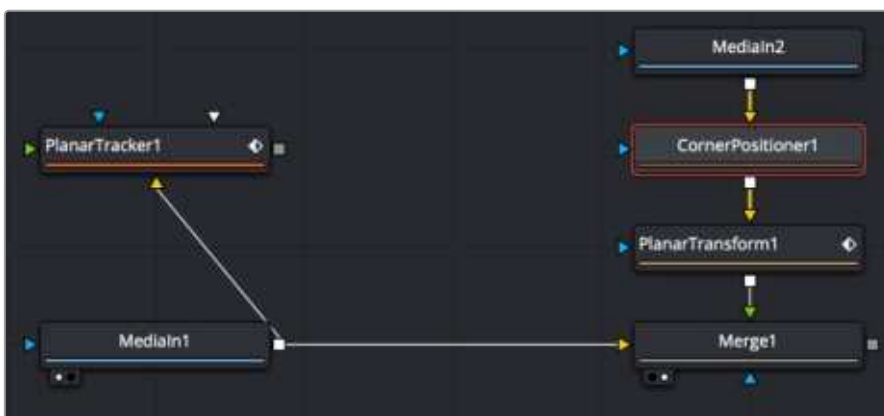 MediaIn2
PlanarTracker1
CornerPositioner1
PlanarTransform1
MediaIn1
Merge1